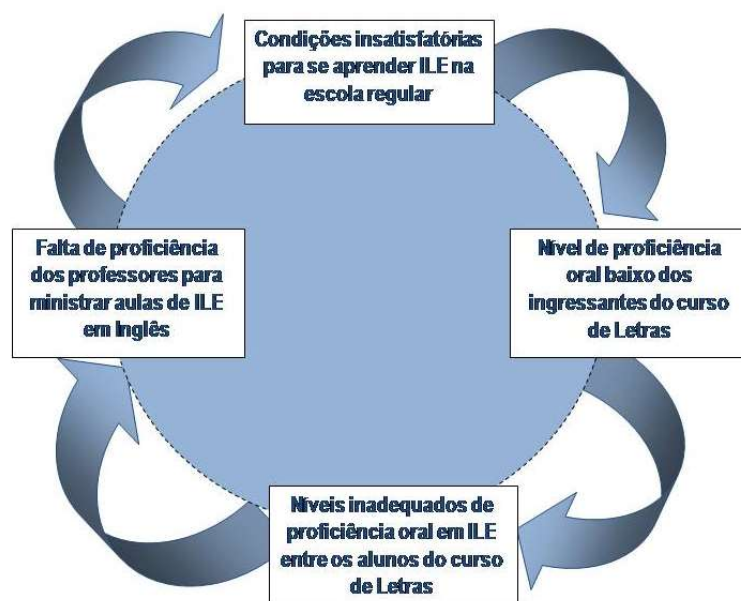 Condições insatisfatórias
para se aprender ILE na
escola regular
Nível de proficiência
oral baixo dos
ingressantes do curso
de Letras
Níveis inadequados de
proficiência oral em ILE
entre os alunos do curso
de Letras
Falta de proficiência
dos professores para
ministrar aulas de ILE
em Inglês